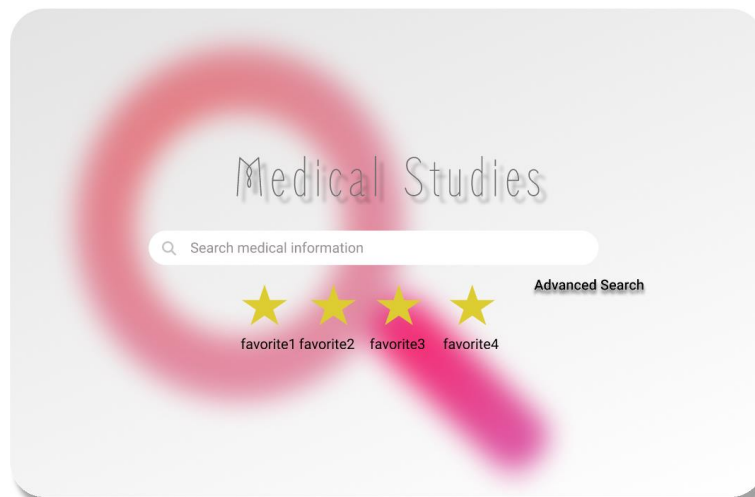 Medical Studies
Search medical information
Advanced Search
favorite1 favorite2 favorite3 favorite4